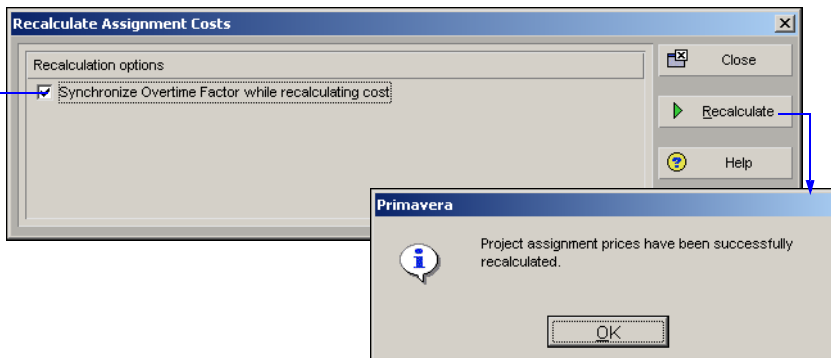 Recalculate Assignment Costs
Recalculation options
Synchronize Overtime Factor while recalculating cost
Close
Recalculate
Help
Primavera
Project assignment prices have been successfully
recalculated.
OK